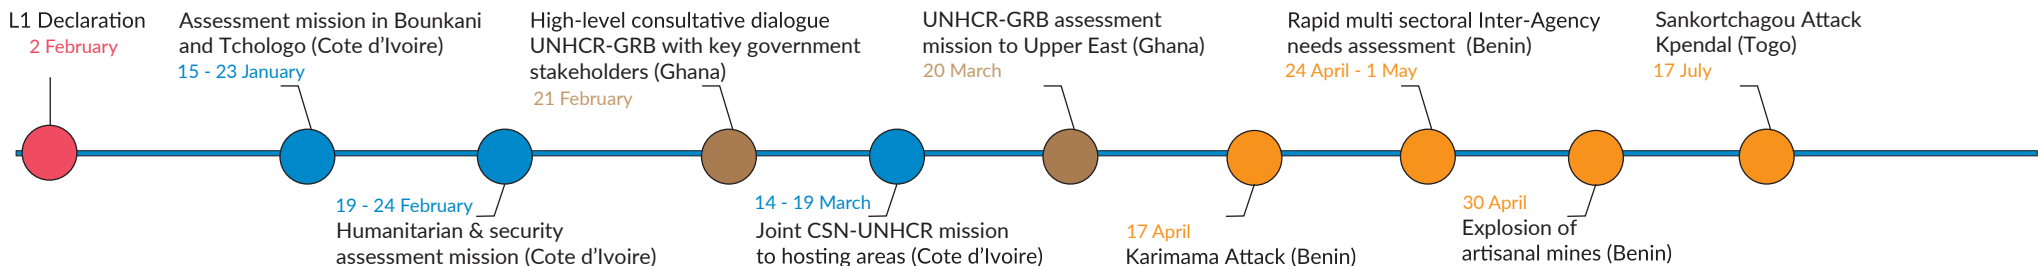 L1 Declaration
2 February
Assessment mission in Bounkani
and Tchologo (Cote d’Ivoire)
15 - 23 January
19 - 24 February
Humanitarian & security
assessment mission (Cote d’Ivoire)
High-level consultative dialogue
UNHCR-GRB with key government
stakeholders (Ghana)
21 February
14 - 19 March
Joint CSN-UNHCR mission
to hosting areas (Cote d’Ivoire)
UNHCR-GRB assessment
mission to Upper East (Ghana)
20 March
17 April
Karimama Attack (Benin)
Rapid multi sectoral Inter-Agency
needs assessment  (Benin)
24 April - 1 May
30 April
Explosion of
artisanal mines (Benin)
Sankortchagou Attack
Kpendal (Togo)
17 July